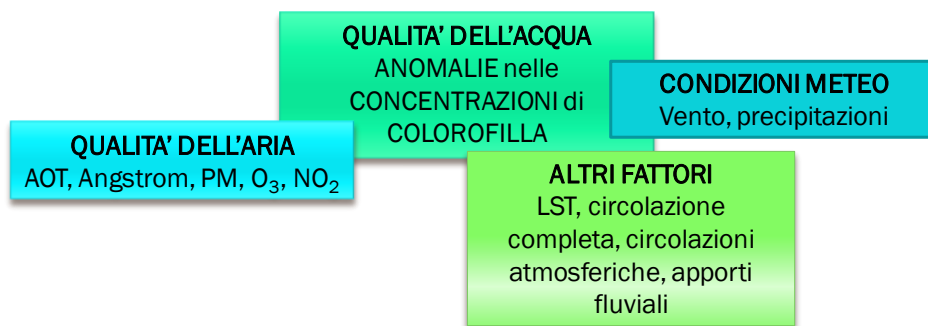 QUALITA’ DELL’ACQUA
ANOMALIE nelle
CONCENTRAZIONI di
COLOROFILLA
CONDIZIONI METEO
Vento, precipitazioni
QUALITA’ DELL’ARIA
AOT, Angstrom, PM, O₃, NO₂
ALTRI FATTORI
LST, circolazione
completa, circolazioni
atmosferiche, apporti
fluviali